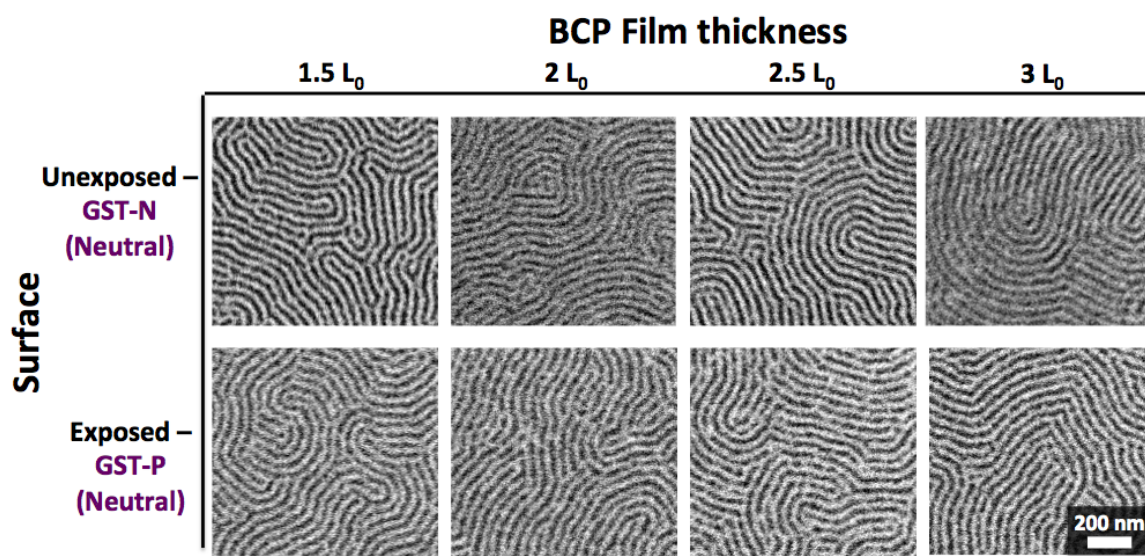 BCP Film thickness
1.5 L₀
2 L₀
2.5 L₀
3 L₀
Surface
Unexposed –
GST-N
(Neutral)
Exposed –
GST-P
(Neutral)
200 nm